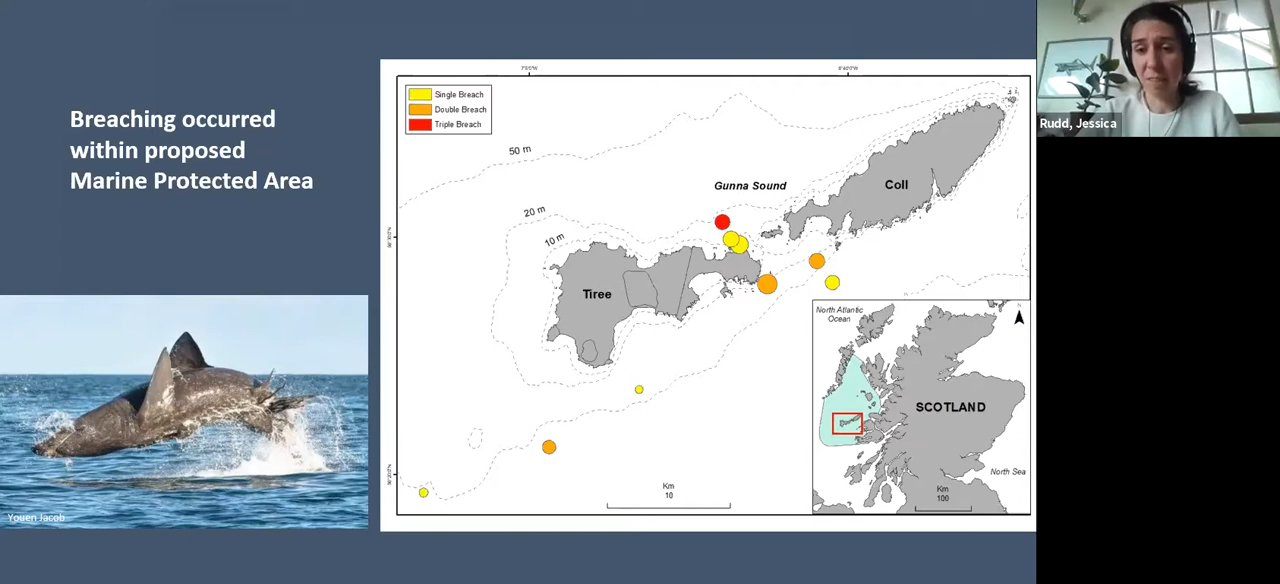 Breaching occurred
within proposed
Marine Protected Area
Youen Jacob
Single Breach
Double Breach
Triple Breach
50 m
20 m
10 m
Gunna Sound
Coll
Tiree
Km
10
North Atlantic
Ocean
SCOTLAND
North Sea
Km
100
Rudd, Jessica